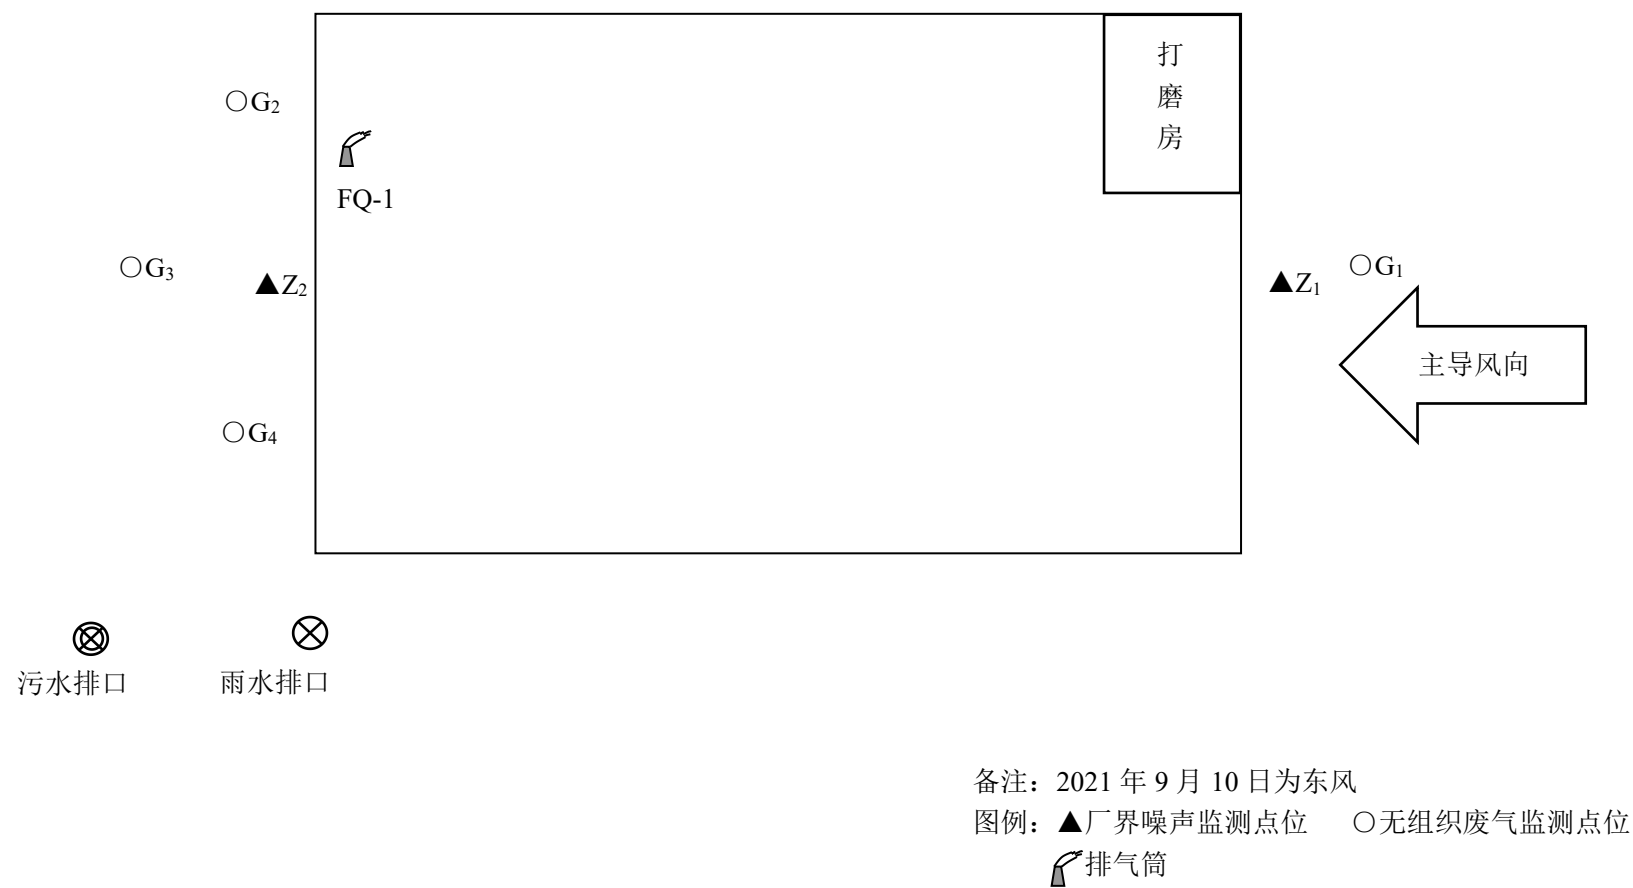 打
磨
房
○G₂
FQ-1
○G₃
▲Z₂
▲Z₁
○G₁
主导风向
○G₄
污水排口
雨水排口
备注：2021 年 9 月 10 日为东风
图例：▲厂界噪声监测点位 ○无组织废气监测点位
排气筒